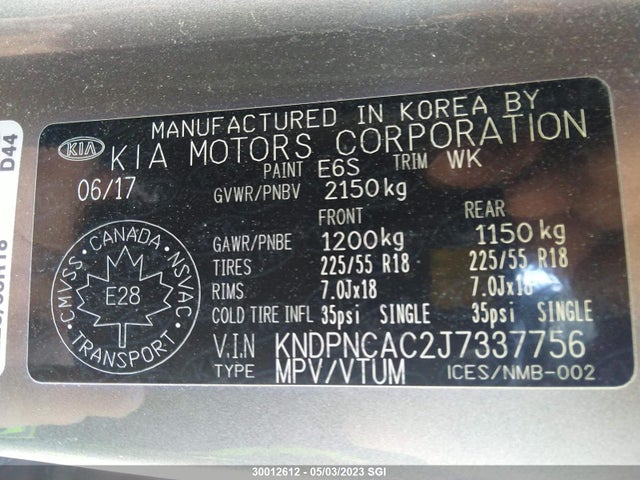 MANUFACTURED IN KOREA BY
KIA KIA MOTORS CORPORATION
06/17 PAINT E6S TRIM WK
GVWR/PNBV 2150kg
FRONT REAR
GAWR/PNBE 1200kg 1150kg
TIRES 225/55 R18 225/55 R18
RIMS 7.0Jx18 7.0Jx18
COLD TIRE INFL 35psi SINGLE 35psi SINGLE
V.I.N KNDPNCAC2J7337756
TYPE MPV/VTUM ICES/NMB-002
CMVSS · CANADA · NSVAC
E28
TRANSPORT
D44
30012612 - 05/03/2023 SGI